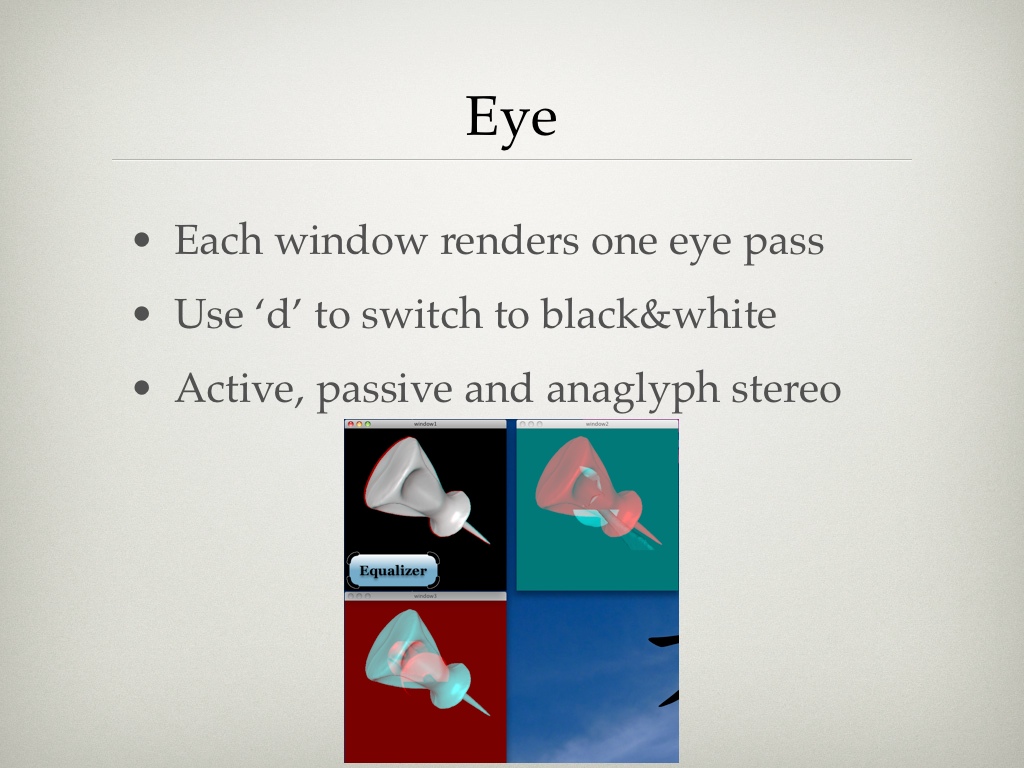 Eye
• Each window renders one eye pass
• Use ‘d’ to switch to black&white
• Active, passive and anaglyph stereo
window1
window2
Equalizer
window3